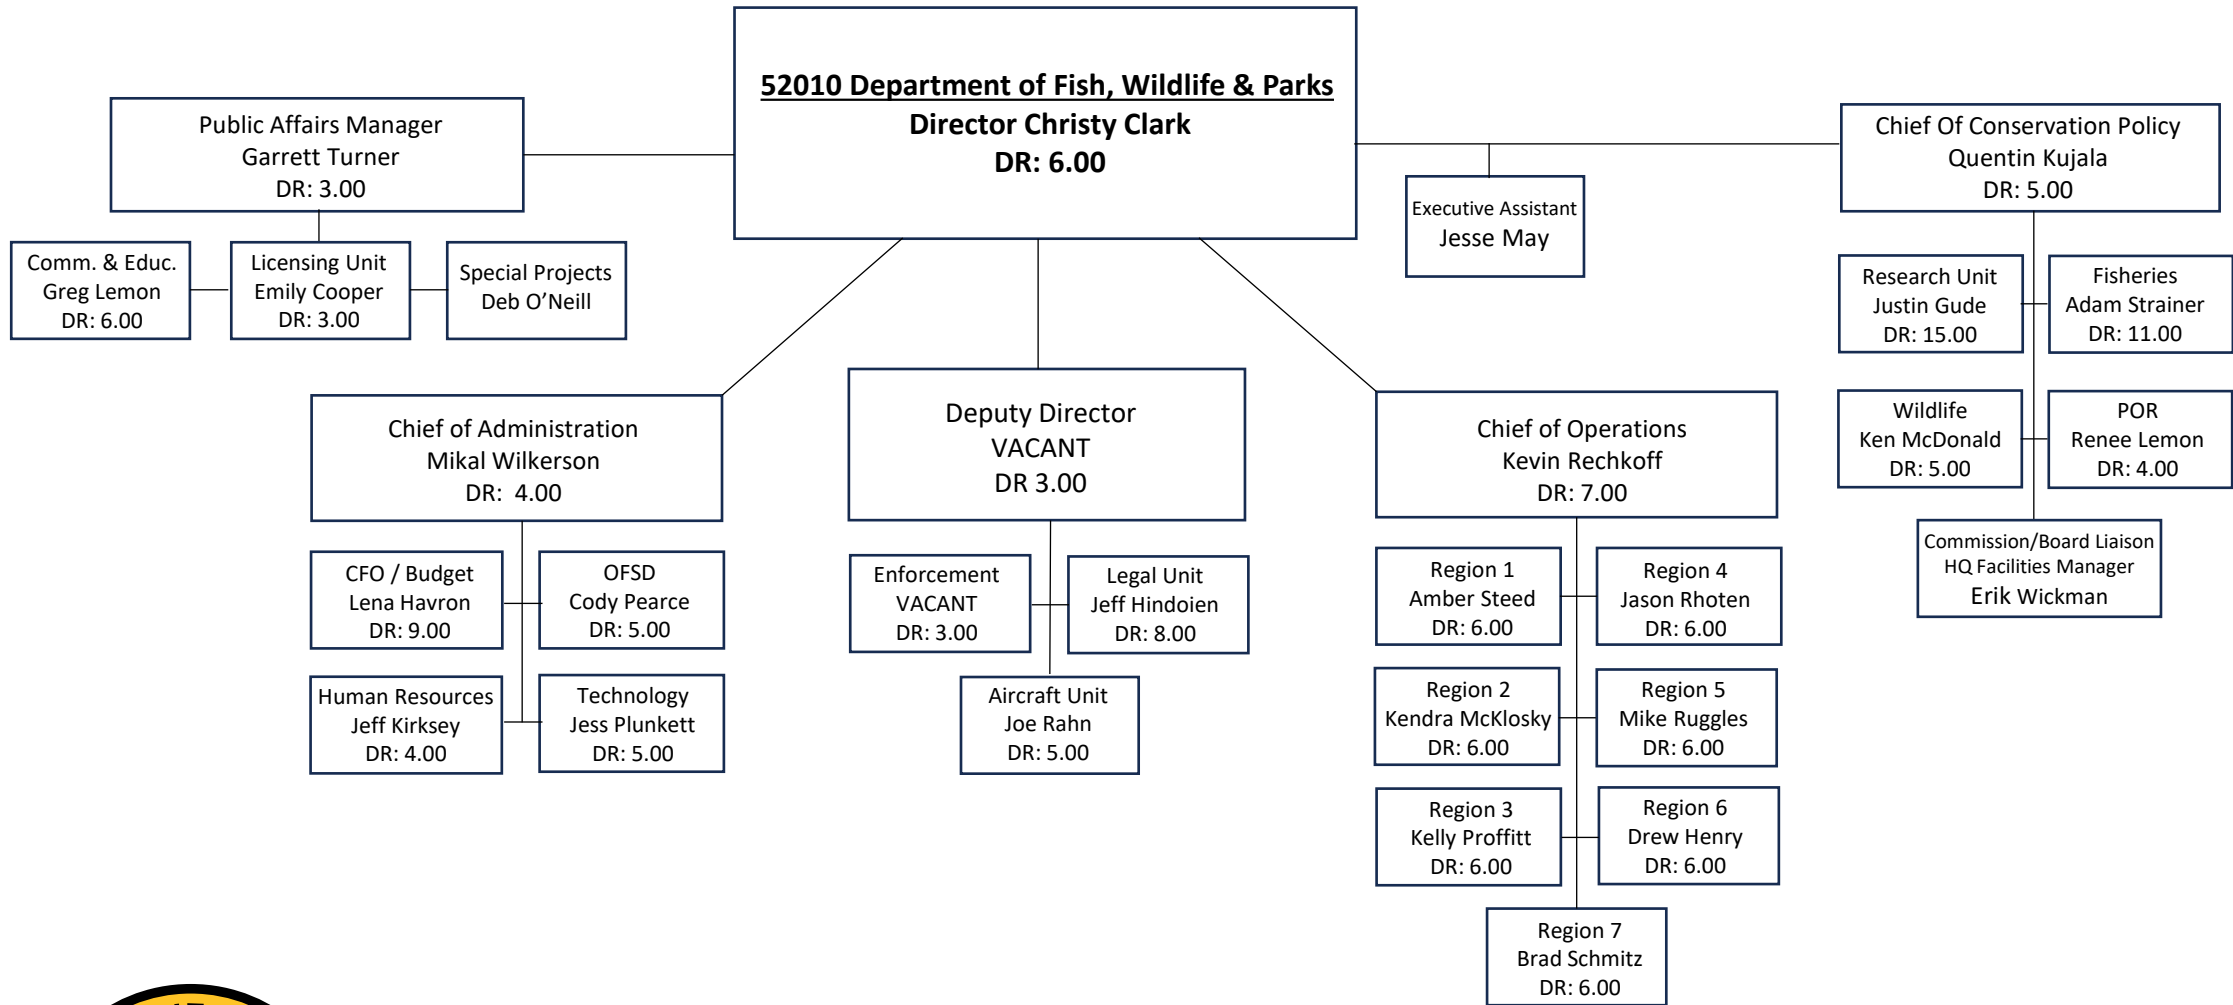 52010 Department of Fish, Wildlife & Parks
Director Christy Clark
DR: 6.00
Public Affairs Manager
Garrett Turner
DR: 3.00
Comm. & Educ.
Greg Lemon
DR: 6.00
Licensing Unit
Emily Cooper
DR: 3.00
Special Projects
Deb O’Neill
Executive Assistant
Jesse May
Chief Of Conservation Policy
Quentin Kujala
DR: 5.00
Research Unit
Justin Gude
DR: 15.00
Fisheries
Adam Strainer
DR: 11.00
Wildlife
Ken McDonald
DR: 5.00
POR
Renee Lemon
DR: 4.00
Commission/Board Liaison
HQ Facilities Manager
Erik Wickman
Chief of Administration
Mikal Wilkerson
DR:  4.00
CFO / Budget
Lena Havron
DR: 9.00
OFSD
Cody Pearce
DR: 5.00
Human Resources
Jeff Kirksey
DR: 4.00
Technology
Jess Plunkett
DR: 5.00
Deputy Director
VACANT
DR 3.00
Enforcement
VACANT
DR: 3.00
Legal Unit
Jeff Hindoien
DR: 8.00
Aircraft Unit
Joe Rahn
DR: 5.00
Chief of Operations
Kevin Rechkoff
DR: 7.00
Region 1
Amber Steed
DR: 6.00
Region 4
Jason Rhoten
DR: 6.00
Region 2
Kendra McKlosky
DR: 6.00
Region 5
Mike Ruggles
DR: 6.00
Region 3
Kelly Proffitt
DR: 6.00
Region 6
Drew Henry
DR: 6.00
Region 7
Brad Schmitz
DR: 6.00